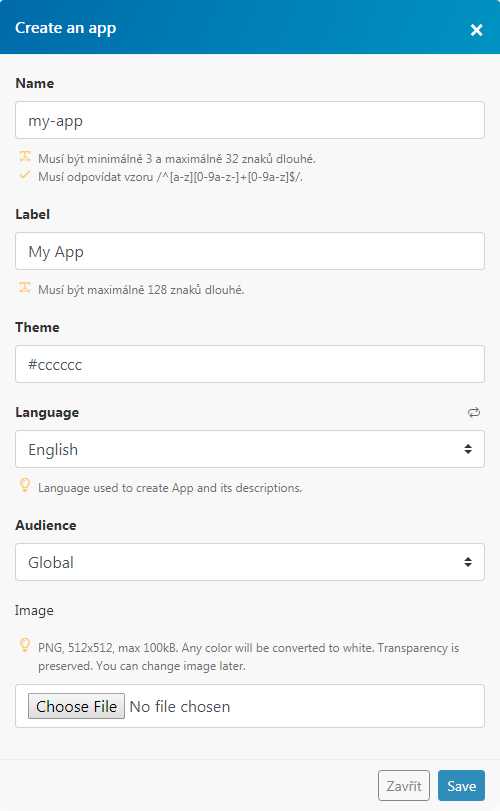 Create an app
×
Name
my-app
Musí být minimálně 3 a maximálně 32 znaků dlouhé.
Musí odpovídat vzoru /^[a-z][0-9a-z-]+[0-9a-z]$/.
Label
My App
Musí být maximálně 128 znaků dlouhé.
Theme
#cccccc
Language
English
Language used to create App and its descriptions.
Audience
Global
Image
PNG, 512x512, max 100kB. Any color will be converted to white. Transparency is
preserved. You can change image later.
Choose File No file chosen
Zavřít Save